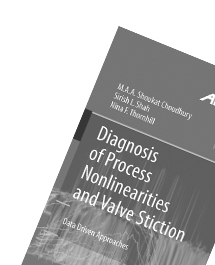 M.A.A. Shoukat Choudhury
Sirish L. Shah
Nina F. Thornhill
Diagnosis
of Process
Nonlinearities
and Valve Stiction
Data Driven Approaches